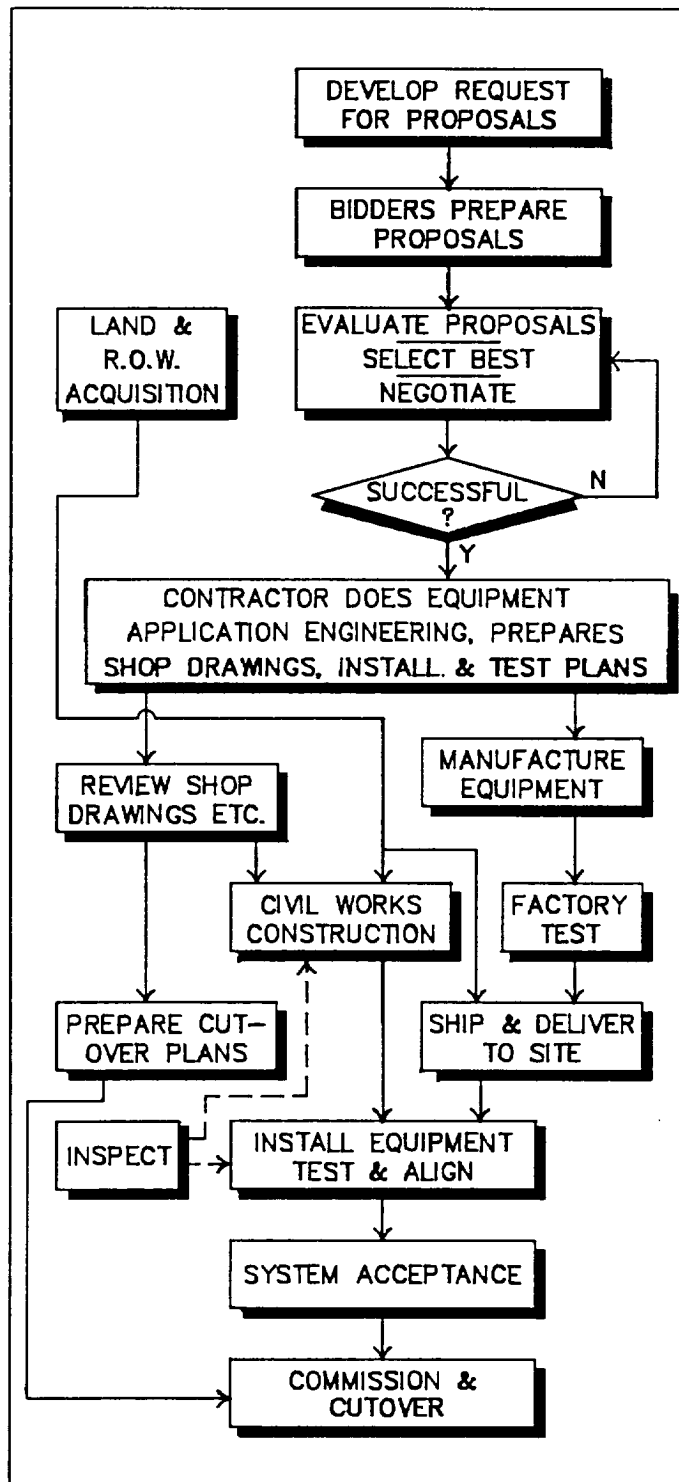 DEVELOP REQUEST
FOR PROPOSALS
BIDDERS PREPARE
PROPOSALS
LAND &
R.O.W.
ACQUISITION
EVALUATE PROPOSALS
SELECT BEST
NEGOTIATE
SUCCESSFUL
?
N
Y
CONTRACTOR DOES EQUIPMENT
APPLICATION ENGINEERING, PREPARES
SHOP DRAWINGS, INSTALL. & TEST PLANS
REVIEW SHOP
DRAWINGS ETC.
MANUFACTURE
EQUIPMENT
CIVIL WORKS
CONSTRUCTION
FACTORY
TEST
PREPARE CUT-
OVER PLANS
SHIP & DELIVER
TO SITE
INSPECT
INSTALL EQUIPMENT
TEST & ALIGN
SYSTEM ACCEPTANCE
COMMISSION &
CUTOVER